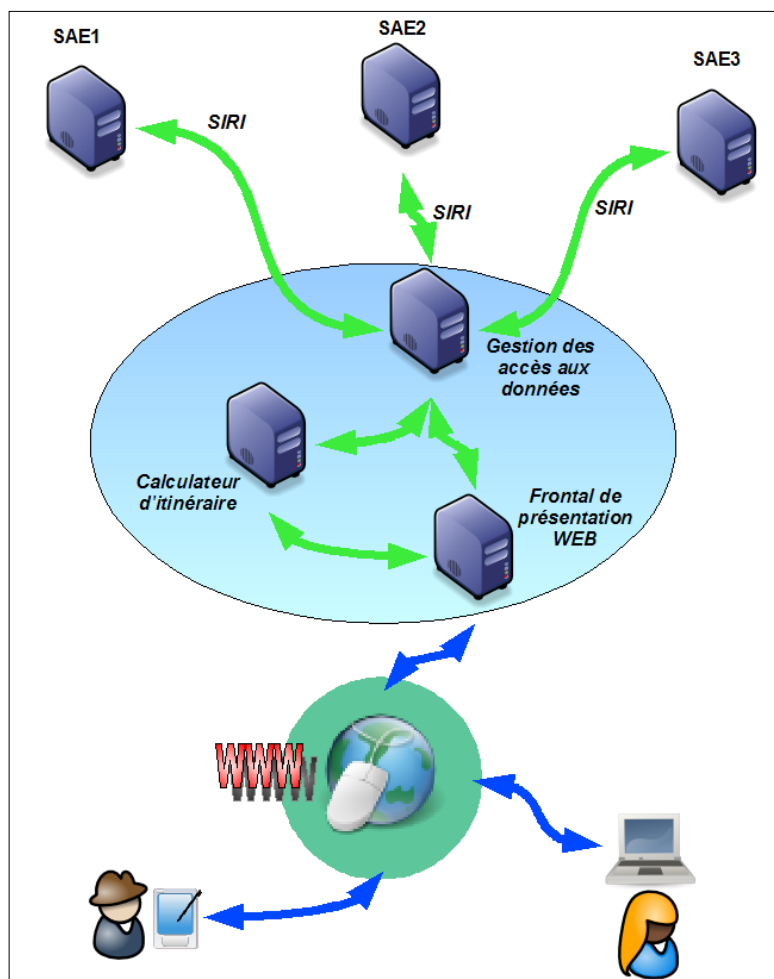 SAE1
SAE2
SAE3
SIRI
SIRI
SIRI
Gestion des
accès aux
données
Calculateur
d'itinéraire
Frontal de
présentation
WEB
WWW